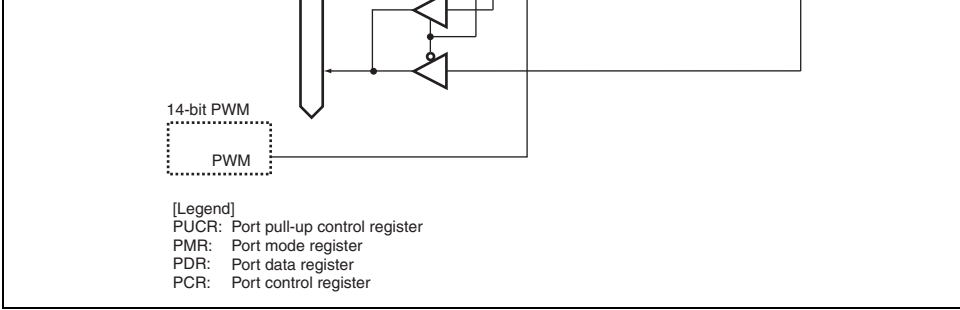 14-bit PWM
PWM
[Legend]
PUCR: Port pull-up control register
PMR: Port mode register
PDR: Port data register
PCR: Port control register